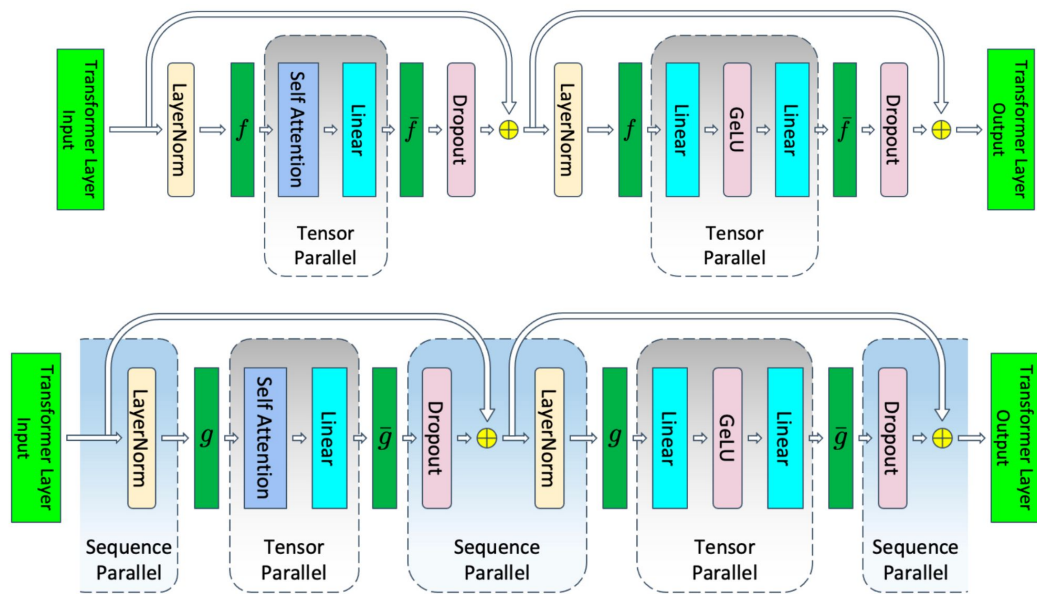 Transformer Layer
Input
LayerNorm
f
Self Attention
Linear
f̄
Dropout
LayerNorm
f
Linear
GeLU
Linear
f̄
Dropout
Transformer Layer
Output
Tensor
Parallel
Tensor
Parallel
Transformer Layer
Input
LayerNorm
g
Self Attention
Linear
ḡ
Dropout
LayerNorm
g
Linear
GeLU
Linear
ḡ
Dropout
Transformer Layer
Output
Sequence
Parallel
Tensor
Parallel
Sequence
Parallel
Tensor
Parallel
Sequence
Parallel